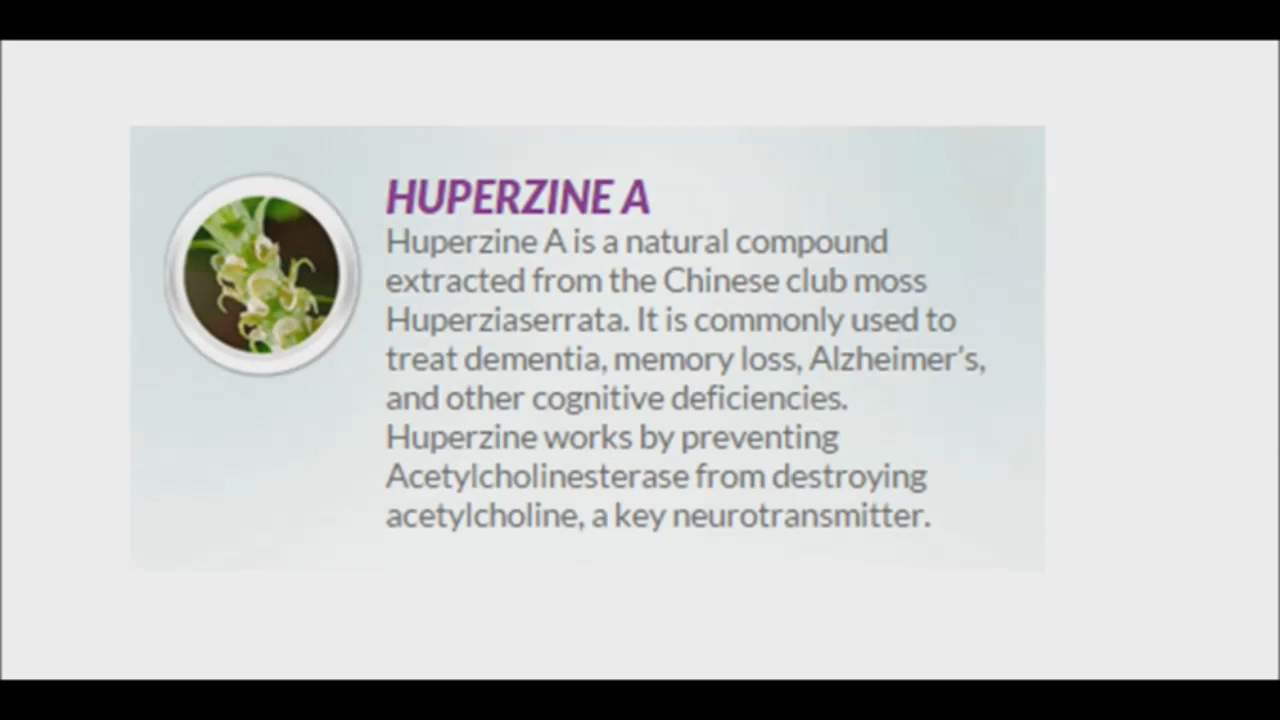 HUPERZINE A
Huperzine A is a natural compound
extracted from the Chinese club moss
Huperziaserrata. It is commonly used to
treat dementia, memory loss, Alzheimer's,
and other cognitive deficiencies.
Huperzine works by preventing
Acetylcholinesterase from destroying
acetylcholine, a key neurotransmitter.